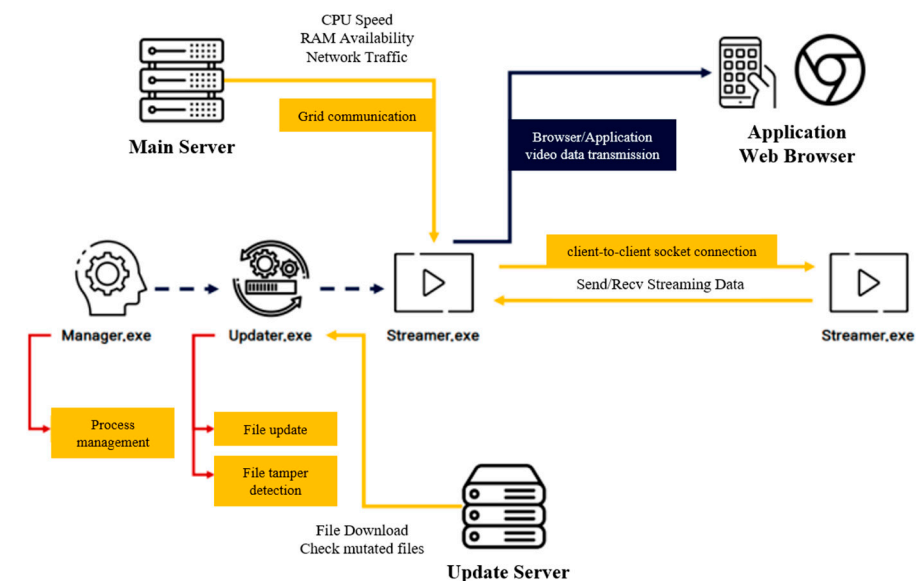 CPU Speed
RAM Availability
Network Traffic
Grid communication
Main Server
Browser/Application
video data transmission
Application
Web Browser
client-to-client socket connection
Send/Recv Streaming Data
Manager.exe
Updater.exe
Streamer.exe
Streamer.exe
Process
management
File update
File tamper
detection
File Download
Check mutated files
Update Server